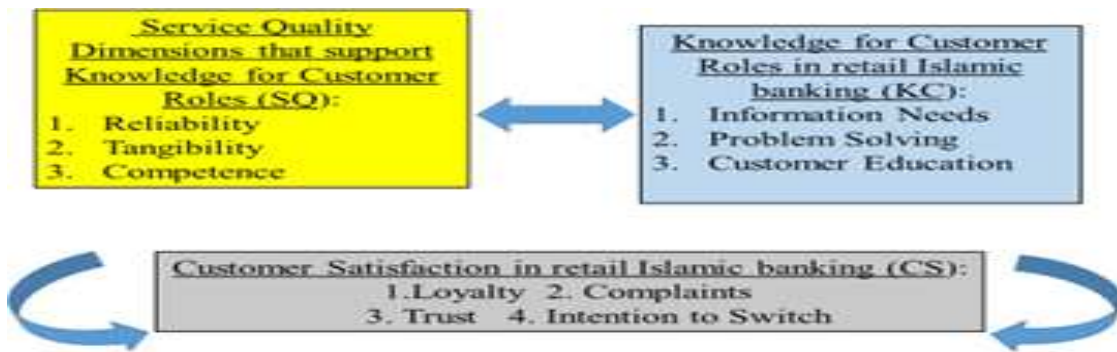 Service Quality
Dimensions that support
Knowledge for Customer
Roles (SQ):
1. Reliability
2. Tangibility
3. Competence
Knowledge for Customer
Roles in retail Islamic
banking (KC):
1. Information Needs
2. Problem Solving
3. Customer Education
Customer Satisfaction in retail Islamic banking (CS):
1.Loyalty 2. Complaints
3. Trust 4. Intention to Switch